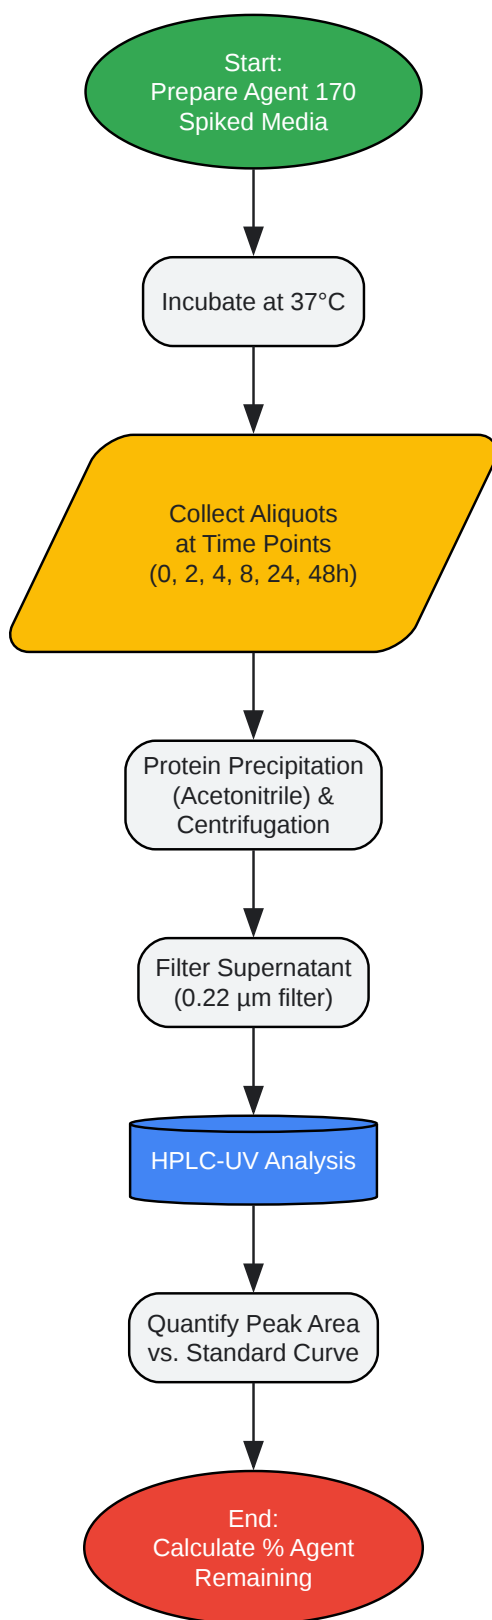 Start:
Prepare Agent 170
Spiked Media
Incubate at 37°C
Collect Aliquots
at Time Points
(0, 2, 4, 8, 24, 48h)
Protein Precipitation
(Acetonitrile) &
Centrifugation
Filter Supernatant
(0.22 µm filter)
HPLC-UV Analysis
Quantify Peak Area
vs. Standard Curve
End:
Calculate % Agent
Remaining